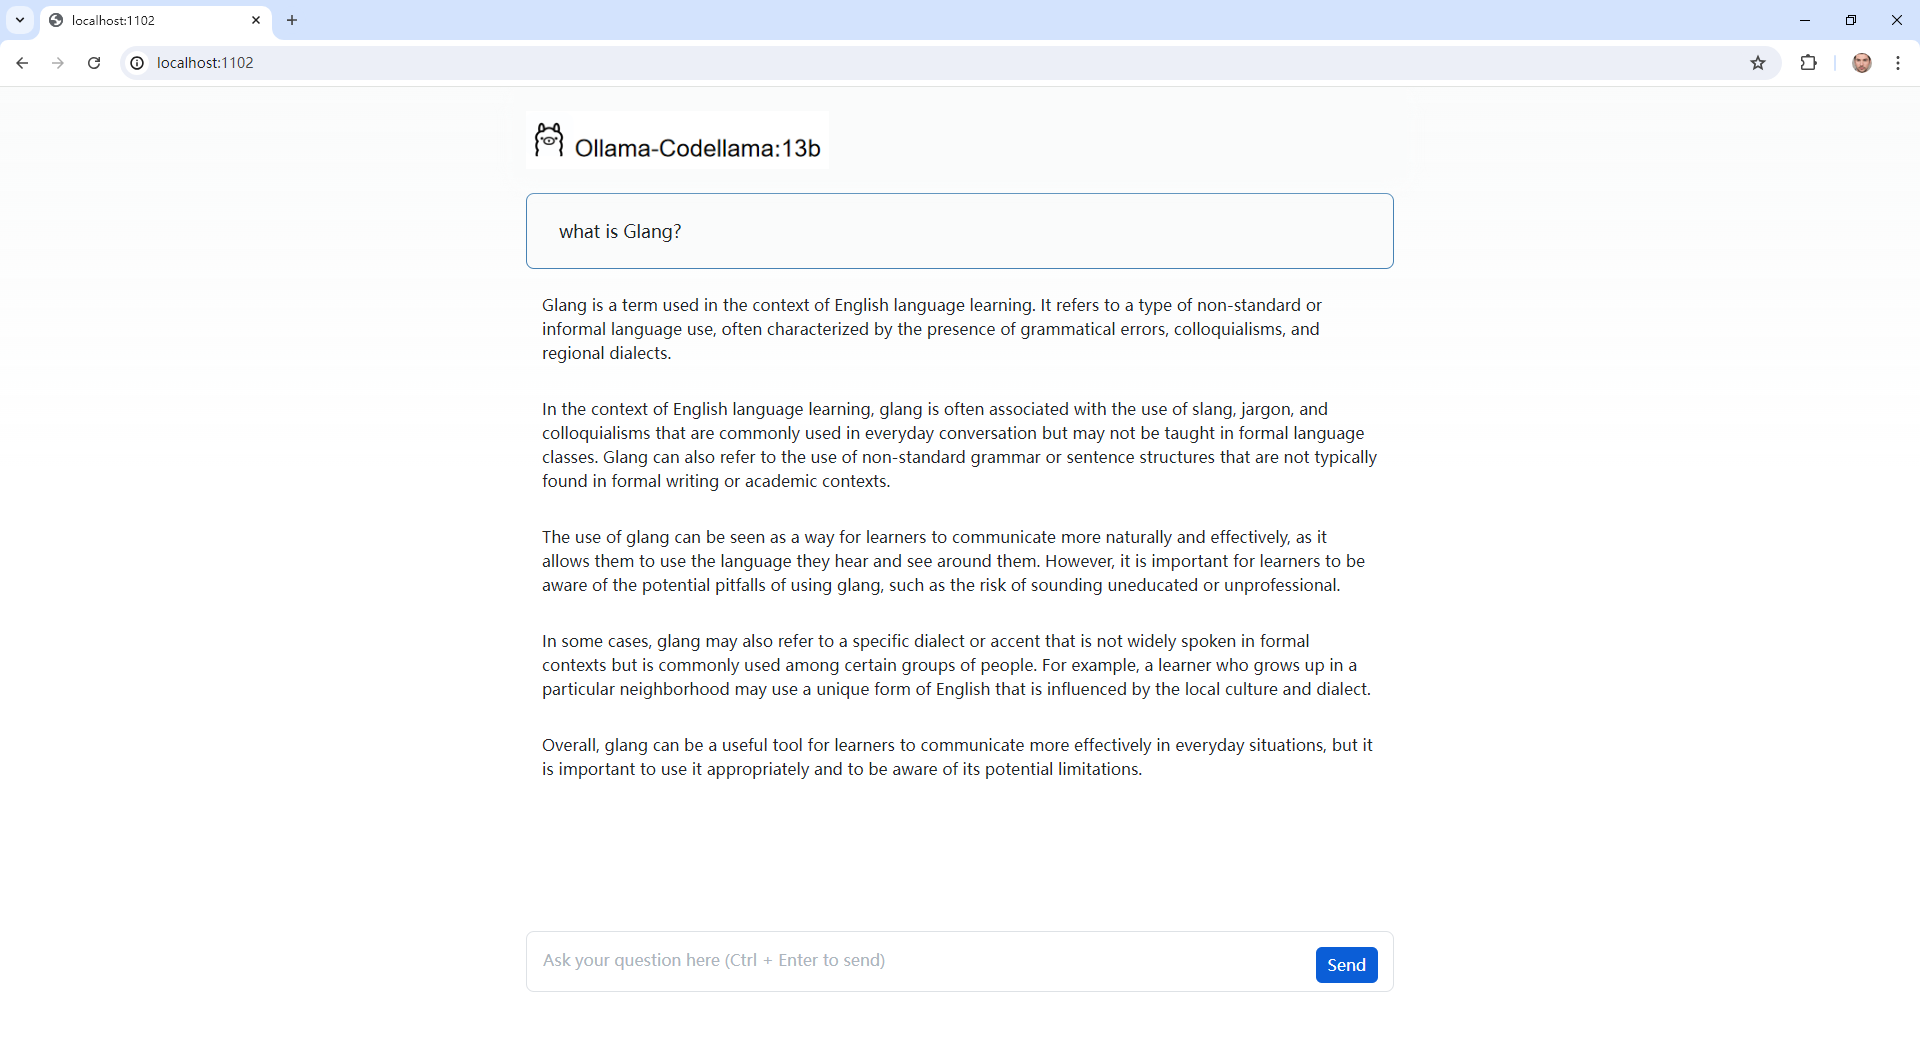 localhost:1102
localhost:1102
Ollama-Codellama:13b
what is Glang?
Glang is a term used in the context of English language learning. It refers to a type of non-standard or
informal language use, often characterized by the presence of grammatical errors, colloquialisms, and
regional dialects.
In the context of English language learning, glang is often associated with the use of slang, jargon, and
colloquialisms that are commonly used in everyday conversation but may not be taught in formal language
classes. Glang can also refer to the use of non-standard grammar or sentence structures that are not typically
found in formal writing or academic contexts.
The use of glang can be seen as a way for learners to communicate more naturally and effectively, as it
allows them to use the language they hear and see around them. However, it is important for learners to be
aware of the potential pitfalls of using glang, such as the risk of sounding uneducated or unprofessional.
In some cases, glang may also refer to a specific dialect or accent that is not widely spoken in formal
contexts but is commonly used among certain groups of people. For example, a learner who grows up in a
particular neighborhood may use a unique form of English that is influenced by the local culture and dialect.
Overall, glang can be a useful tool for learners to communicate more effectively in everyday situations, but it
is important to use it appropriately and to be aware of its potential limitations.
Ask your question here (Ctrl + Enter to send)
Send